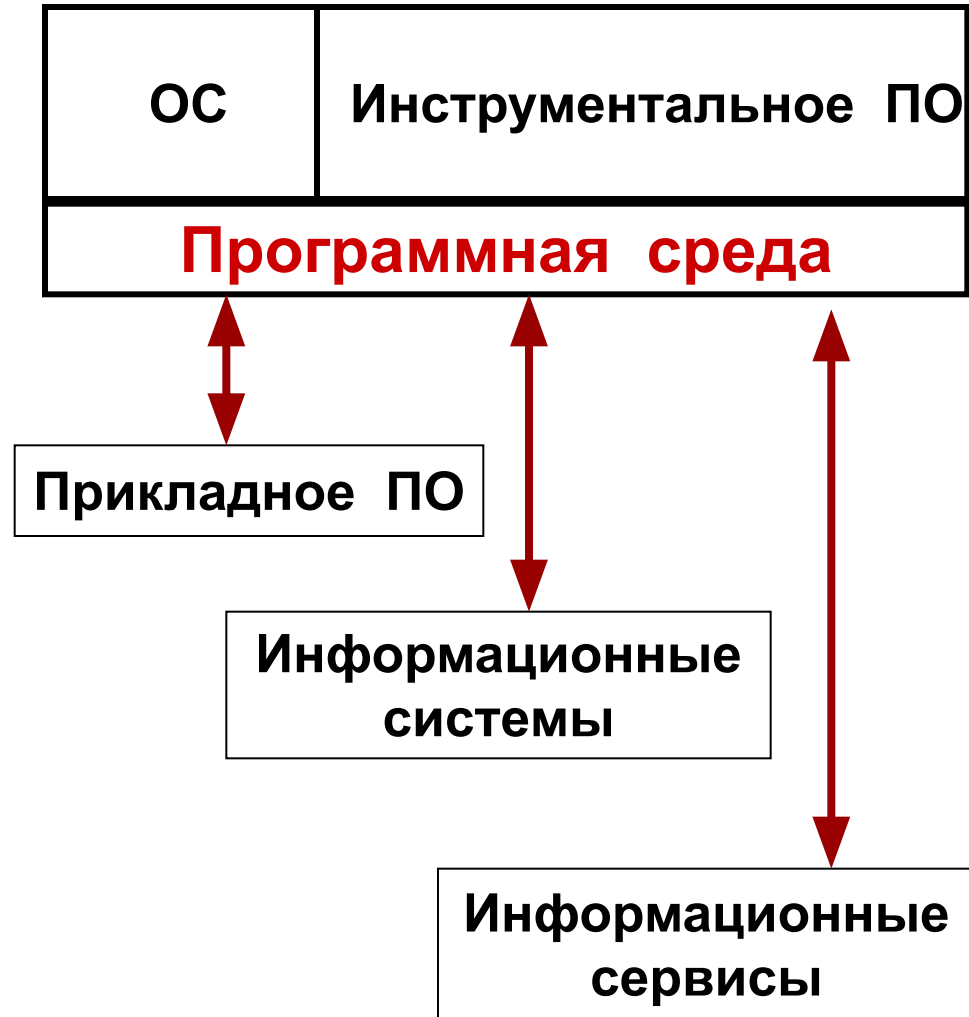 ОС
Инструментальное ПО
Программная среда
Прикладное ПО
Информационные
системы
Информационные
сервисы